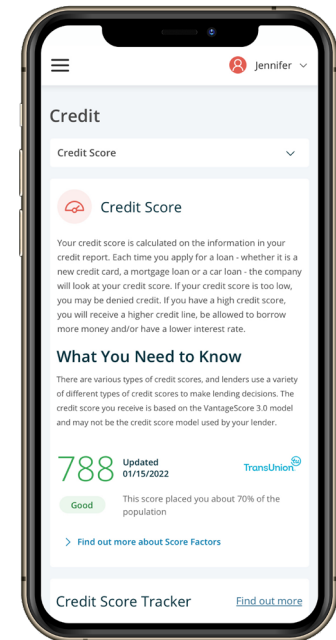 Jennifer
Credit
Credit Score
Credit Score
Your credit score is calculated on the information in your
credit report. Each time you apply for a loan - whether it is a
new credit card, a mortgage loan or a car loan - the company
will look at your credit score. If your credit score is too low,
you may be denied credit. If you have a high credit score,
you will receive a higher credit line, be allowed to borrow
more money and/or have a lower interest rate.
What You Need to Know
There are various types of credit scores, and lenders use a variety
of different types of scores to make lending decisions. The
credit score you receive is based on the VantageScore 3.0 model
and may not be the credit score model used by your lender.
788 Updated
01/15/2022
TransUnion tu
Good
This score placed you about 70% of the
population
Find out more about Score Factors
Credit Score Tracker Find out more